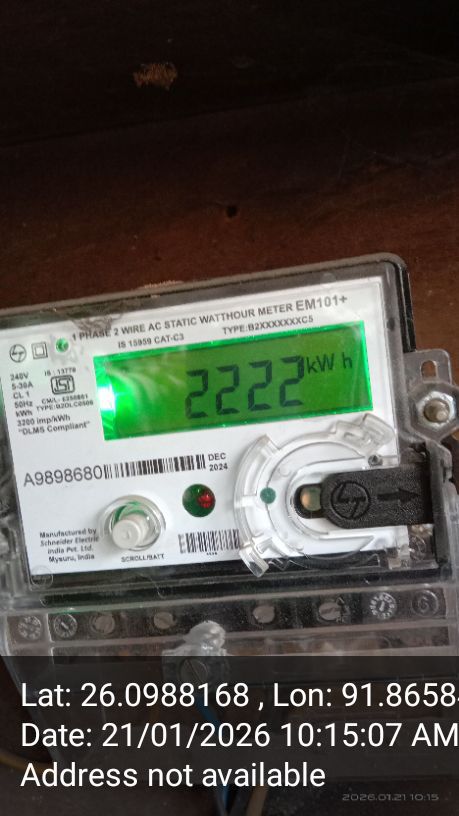 1 PHASE 2 WIRE AC STATIC WATTHOUR METER EM101+
IS 15959 CAT-C3 TYPE:B2XXXXXXXC5
240V
5-30A
CL 1
50Hz
kWh
3200 imp/kWh
"DLMS Compliant"
IS : 13779
ISI
2222 kW h
A9898680
DEC
2024
Manufactured by
Schneider Electric
India Pvt. Ltd.
Mysuru, India
SCROLL/BATT
Lat: 26.0988168 , Lon: 91.8658
Date: 21/01/2026 10:15:07 AM
Address not available
2026.01.21 10:15